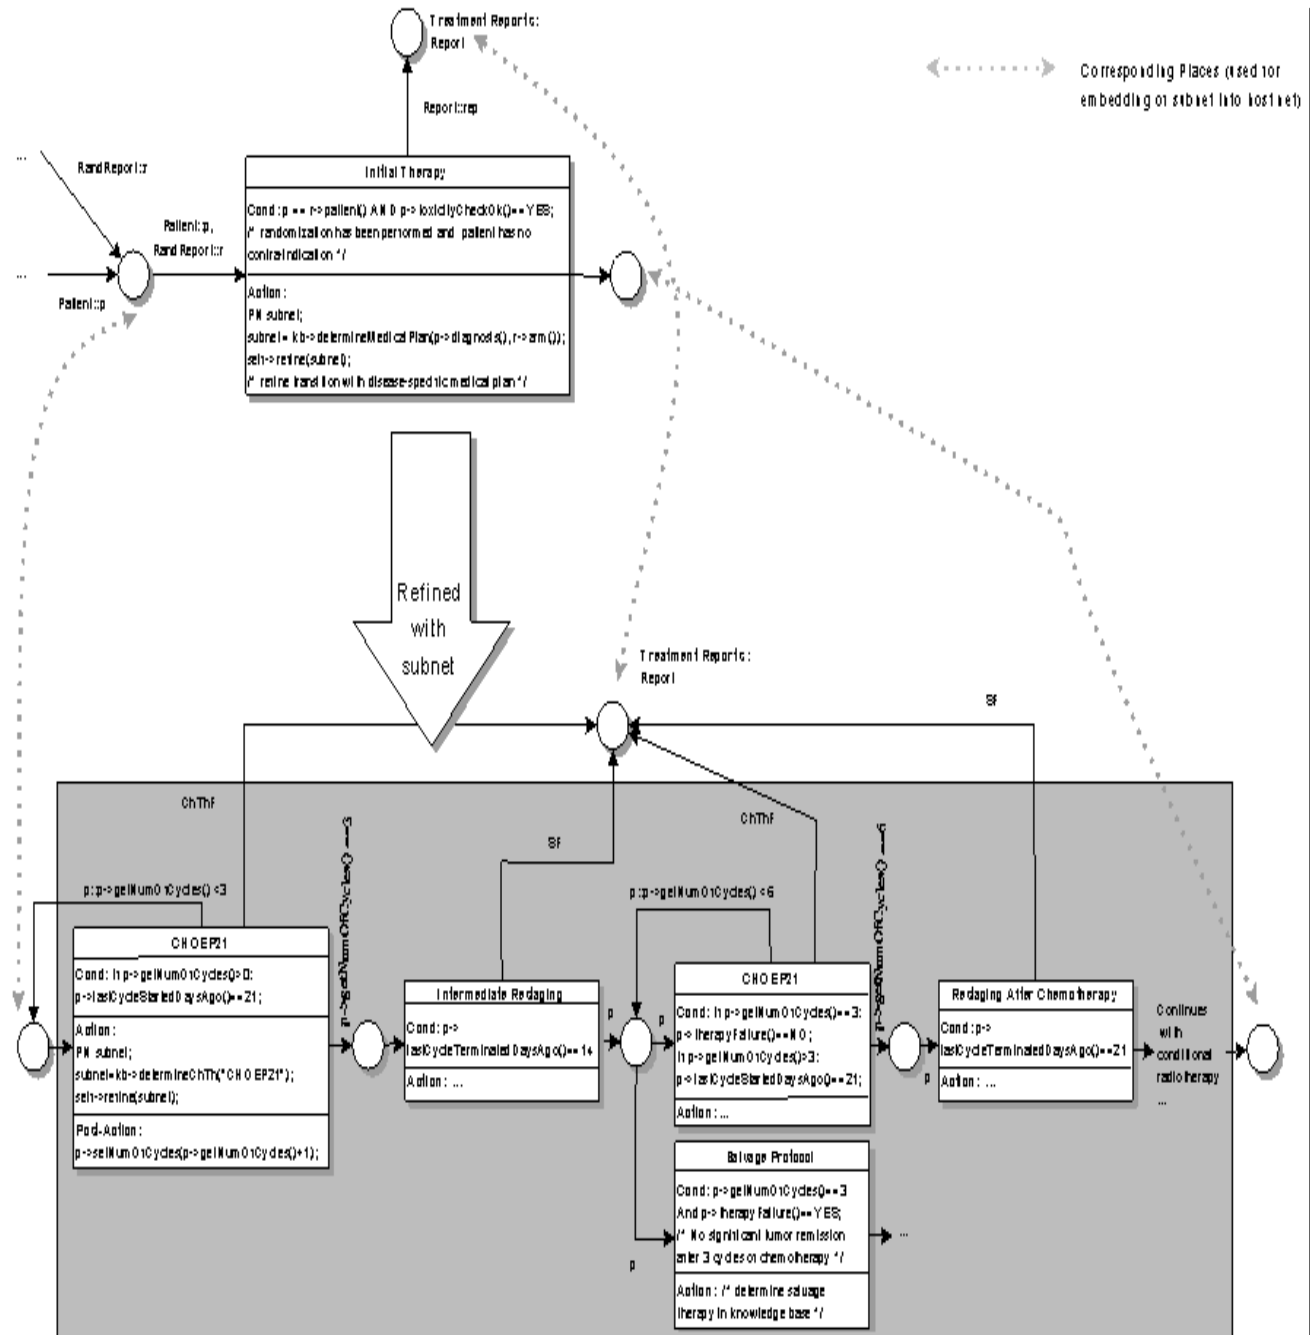 Treatment Reports:
Report
Corresponding Places (used for
embedding of subnet into host net)
Report::rep
...
RandReport::r
Initial Therapy
Cond: p == r->patient() AND p->toxicityCheckOk()==YES;
/* randomization has been performed and patient has no
contraindication */
Patient::p,
RandReport::r
...
Patient::p
Action:
PN subnet;
subnet= kb->determineMedicalPlan(p->diagnosis(), r->arm());
self->refine(subnet);
/* refine transition with disease-specific medical plan */
Refined
with
subnet
Treatment Reports:
Report
SF
ChThF
p->getNumOfCycles() ==3
SF
ChThF
p->getNumOfCycles() ==6
p::p->getNumOfCycles() <3
p::p->getNumOfCycles() <6
CHOEP21
Cond: If p->getNumOfCycles()>0:
p->lastCycleStartedDaysAgo()==21;
Action:
PN subnet;
subnet=kb->determineChTh("CHOEP21");
self->refine(subnet);
Post-Action:
p->setNumOfCycles(p->getNumOfCycles()+1);
Intermediate Restaging
Cond: p->
lastCycleTerminatedDaysAgo()==14
Action: ...
p
p
CHOEP21
Cond: If p->getNumOfCycles()==3:
p->therapyFailure()==NO;
If p->getNumOfCycles()>3:
p->lastCycleStartedDaysAgo()==21;
Action: ...
p
Restaging After Chemotherapy
Cond: p->
lastCycleTerminatedDaysAgo()==21
Action: ...
Continues
with
conditional
radiotherapy
...
Salvage Protocol
Cond: p->getNumOfCycles()==3
And p->therapyFailure()==YES;
/* No significant tumor remission
after 3 cycles of chemotherapy */
Action: /* determine salvage
therapy in knowledge base */
...
p